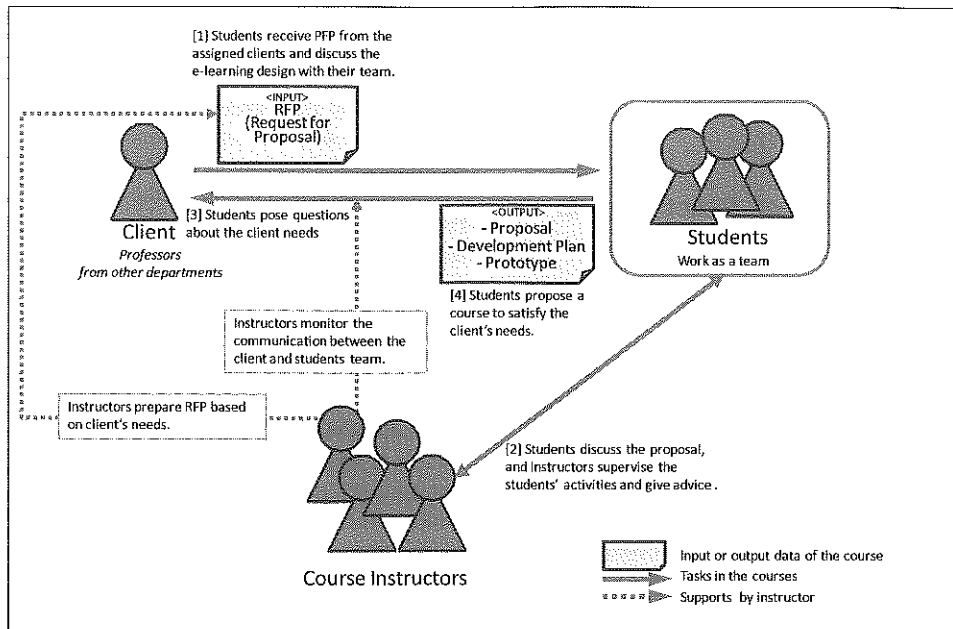 [1] Students receive PFP from the
assigned clients and discuss the
e-learning design with their team.
<INPUT>
RFP
(Request for
Proposal)
Client
Professors
from other departments
[3] Students pose questions
about the client needs
<OUTPUT>
- Proposal
- Development Plan
- Prototype
Students
Work as a team
[4] Students propose a
course to satisfy the
client's needs.
Instructors monitor the
communication between the
client and students team.
Instructors prepare RFP based
on client's needs.
[2] Students discuss the proposal,
and instructors supervise the
students' activities and give advice .
Course Instructors
Input or output data of the course
Tasks in the courses
Supports by instructor